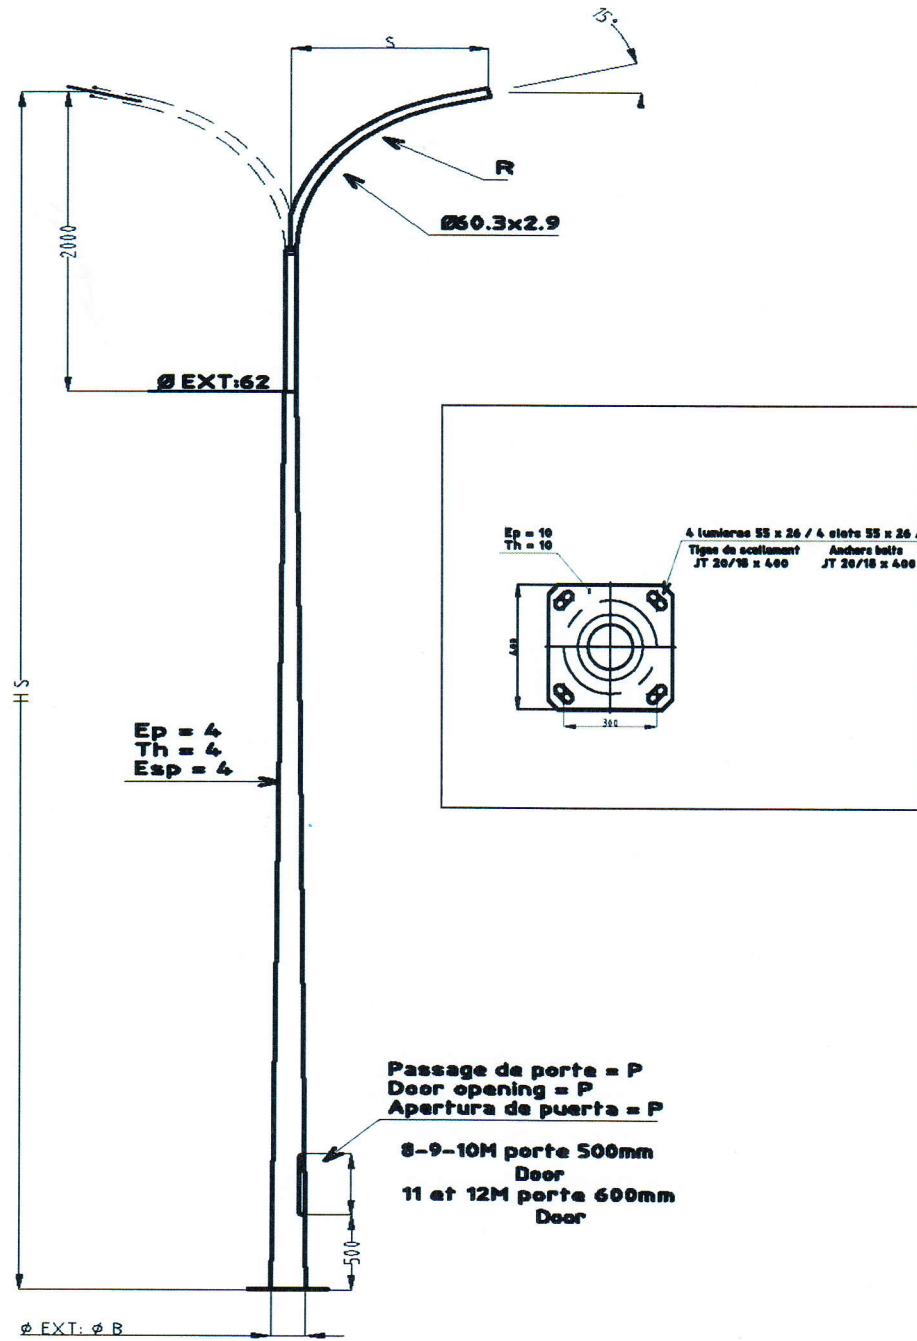 S
15°
R
Ø60.3x2.9
2000
Ø EXT:62
Ep = 10
Th = 10
4 lumieres 55 x 26 / 4 slots 55 x 26 /
Tige de scellement Anchors bolts
JT 20/18 x 400 JT 20/18 x 400
400
300
HS
Ep = 4
Th = 4
Esp = 4
Passage de porte = P
Door opening = P
Apertura de puerta = P
8-9-10M porte 500mm
Door
11 et 12M porte 600mm
Door
500
Ø EXT: Ø B